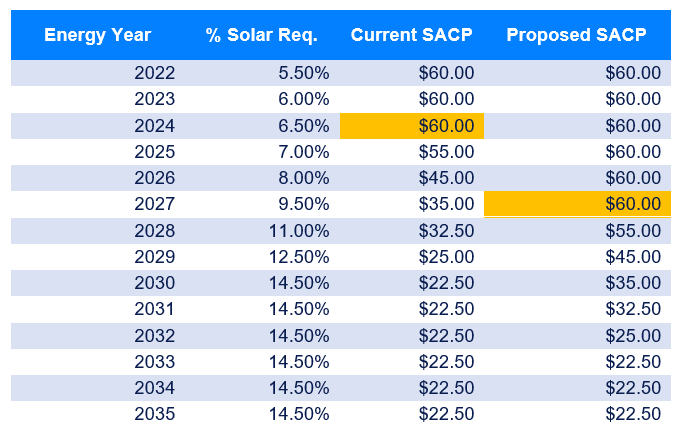 Energy Year % Solar Req. Current SACP Proposed SACP
2022 5.50% $60.00 $60.00
2023 6.00% $60.00 $60.00
2024 6.50% $60.00 $60.00
2025 7.00% $55.00 $60.00
2026 8.00% $45.00 $60.00
2027 9.50% $35.00 $60.00
2028 11.00% $32.50 $55.00
2029 12.50% $25.00 $45.00
2030 14.50% $22.50 $35.00
2031 14.50% $22.50 $32.50
2032 14.50% $22.50 $25.00
2033 14.50% $22.50 $22.50
2034 14.50% $22.50 $22.50
2035 14.50% $22.50 $22.50